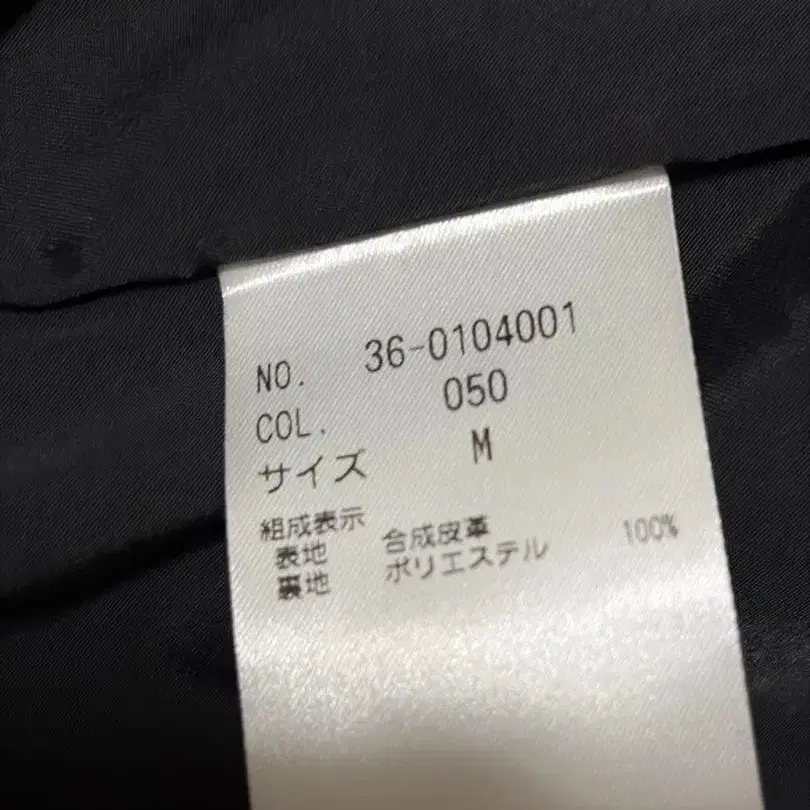 NO. 36-0104001
COL. 050
サイズ M
組成表示
表地 合成皮革
裏地 ポリエステル 100%